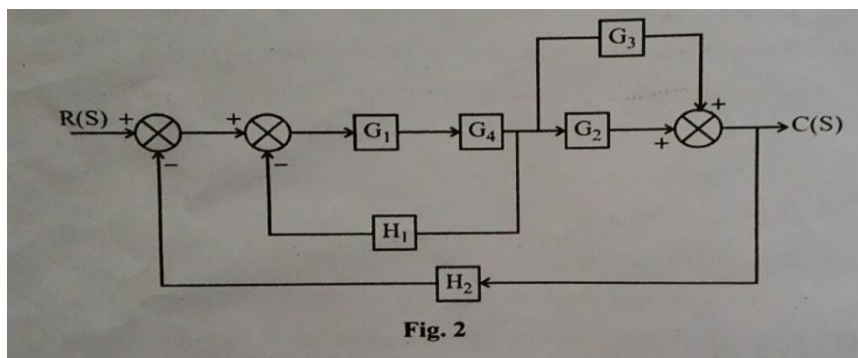 G₃
+
R(S) + + G₁ G₄ G₂ + C(S)
− −
H₁
H₂
Fig. 2